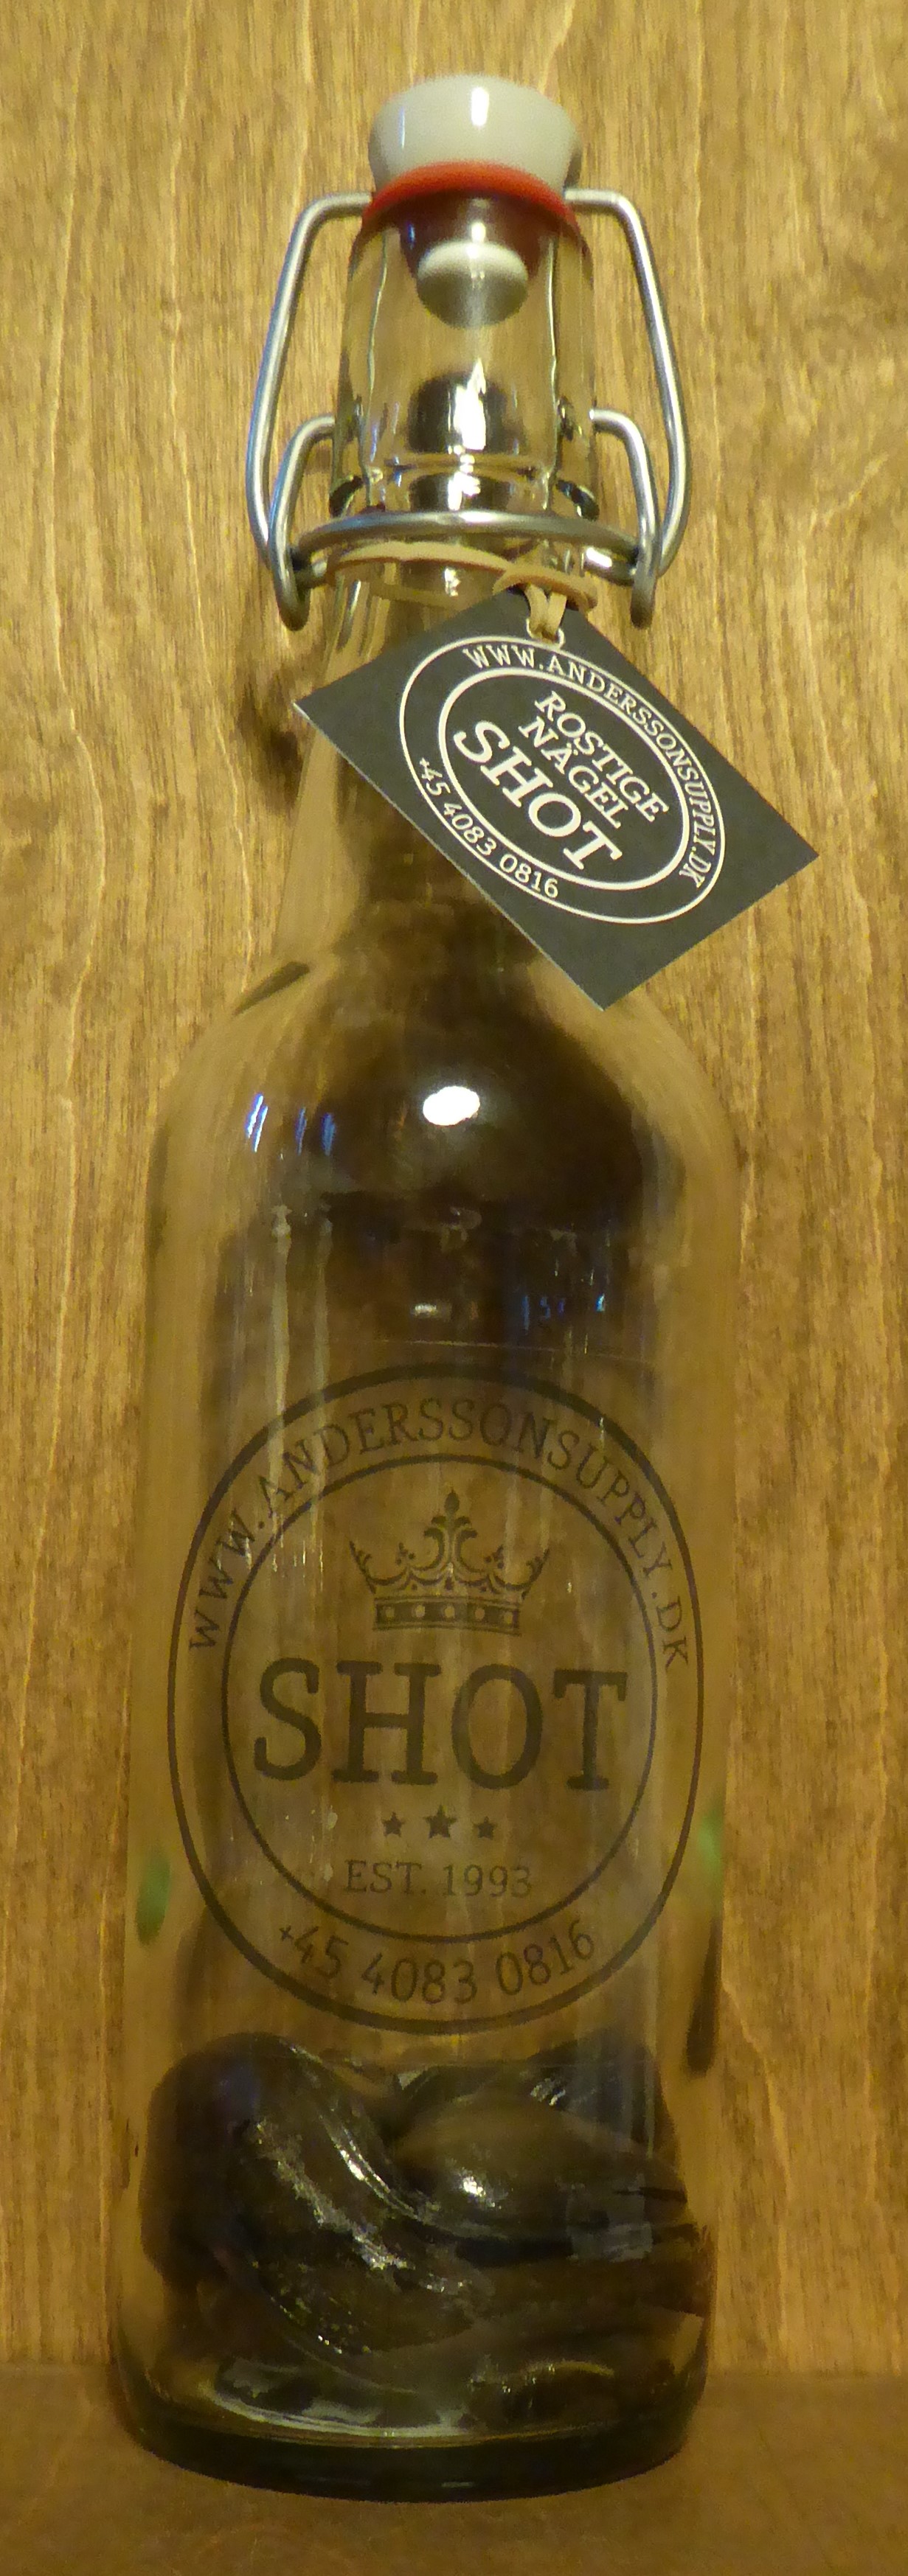 WWW.ANDERSSONSUPPLY.DK
ROSTIGE
NÄGEL
SHOT
+45 4083 0816
WWW.ANDERSSONSUPPLY.DK
SHOT
EST. 1993
+45 4083 0816